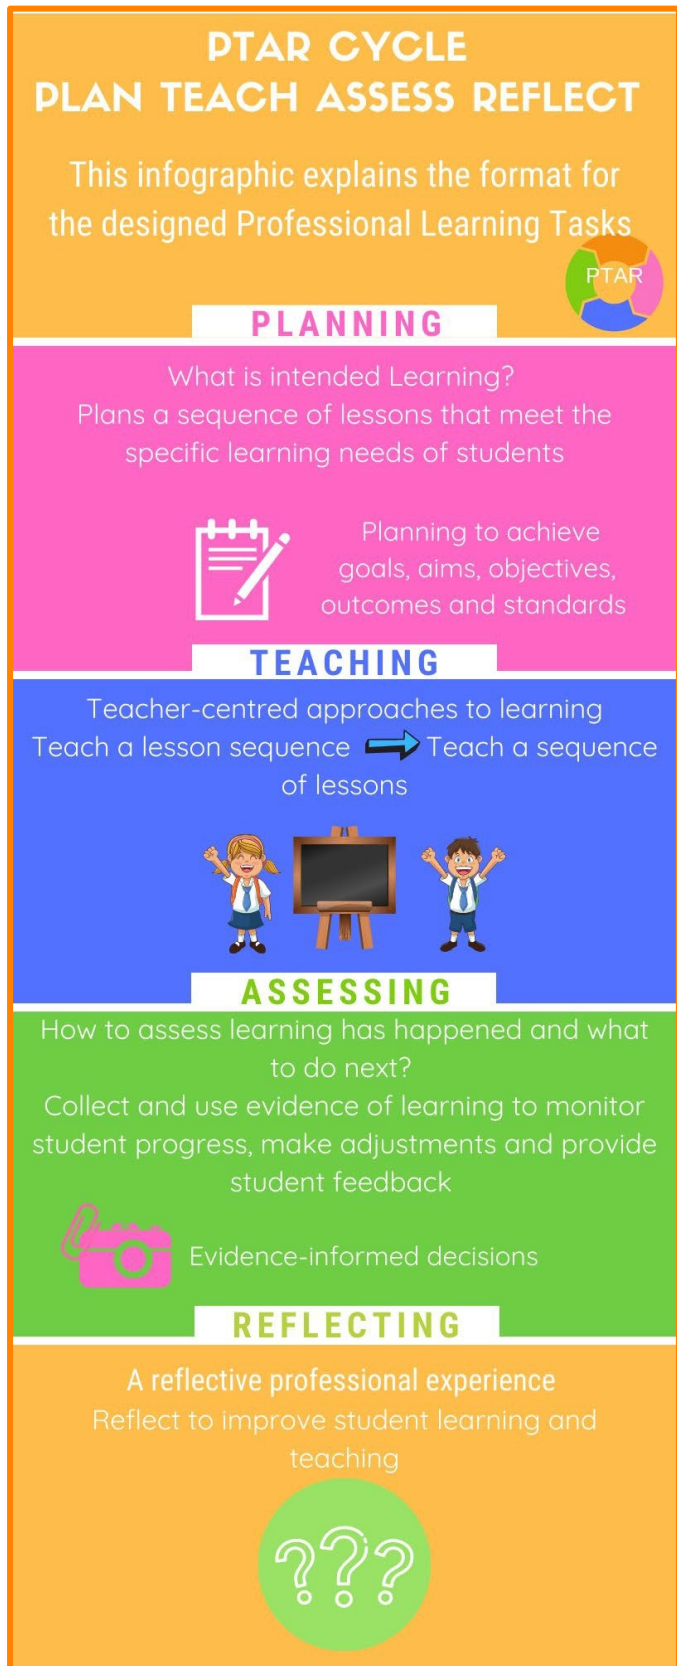 PTAR CYCLE
PLAN TEACH ASSESS REFLECT
This infographic explains the format for
the designed Professional Learning Tasks
PTAR
PLANNING
What is intended Learning?
Plans a sequence of lessons that meet the
specific learning needs of students
Planning to achieve
goals, aims, objectives,
outcomes and standards
TEACHING
Teacher-centred approaches to learning
Teach a lesson sequence Teach a sequence
of lessons
ASSESSING
How to assess learning has happened and what
to do next?
Collect and use evidence of learning to monitor
student progress, make adjustments and provide
student feedback
Evidence-informed decisions
REFLECTING
A reflective professional experience
Reflect to improve student learning and
teaching
???